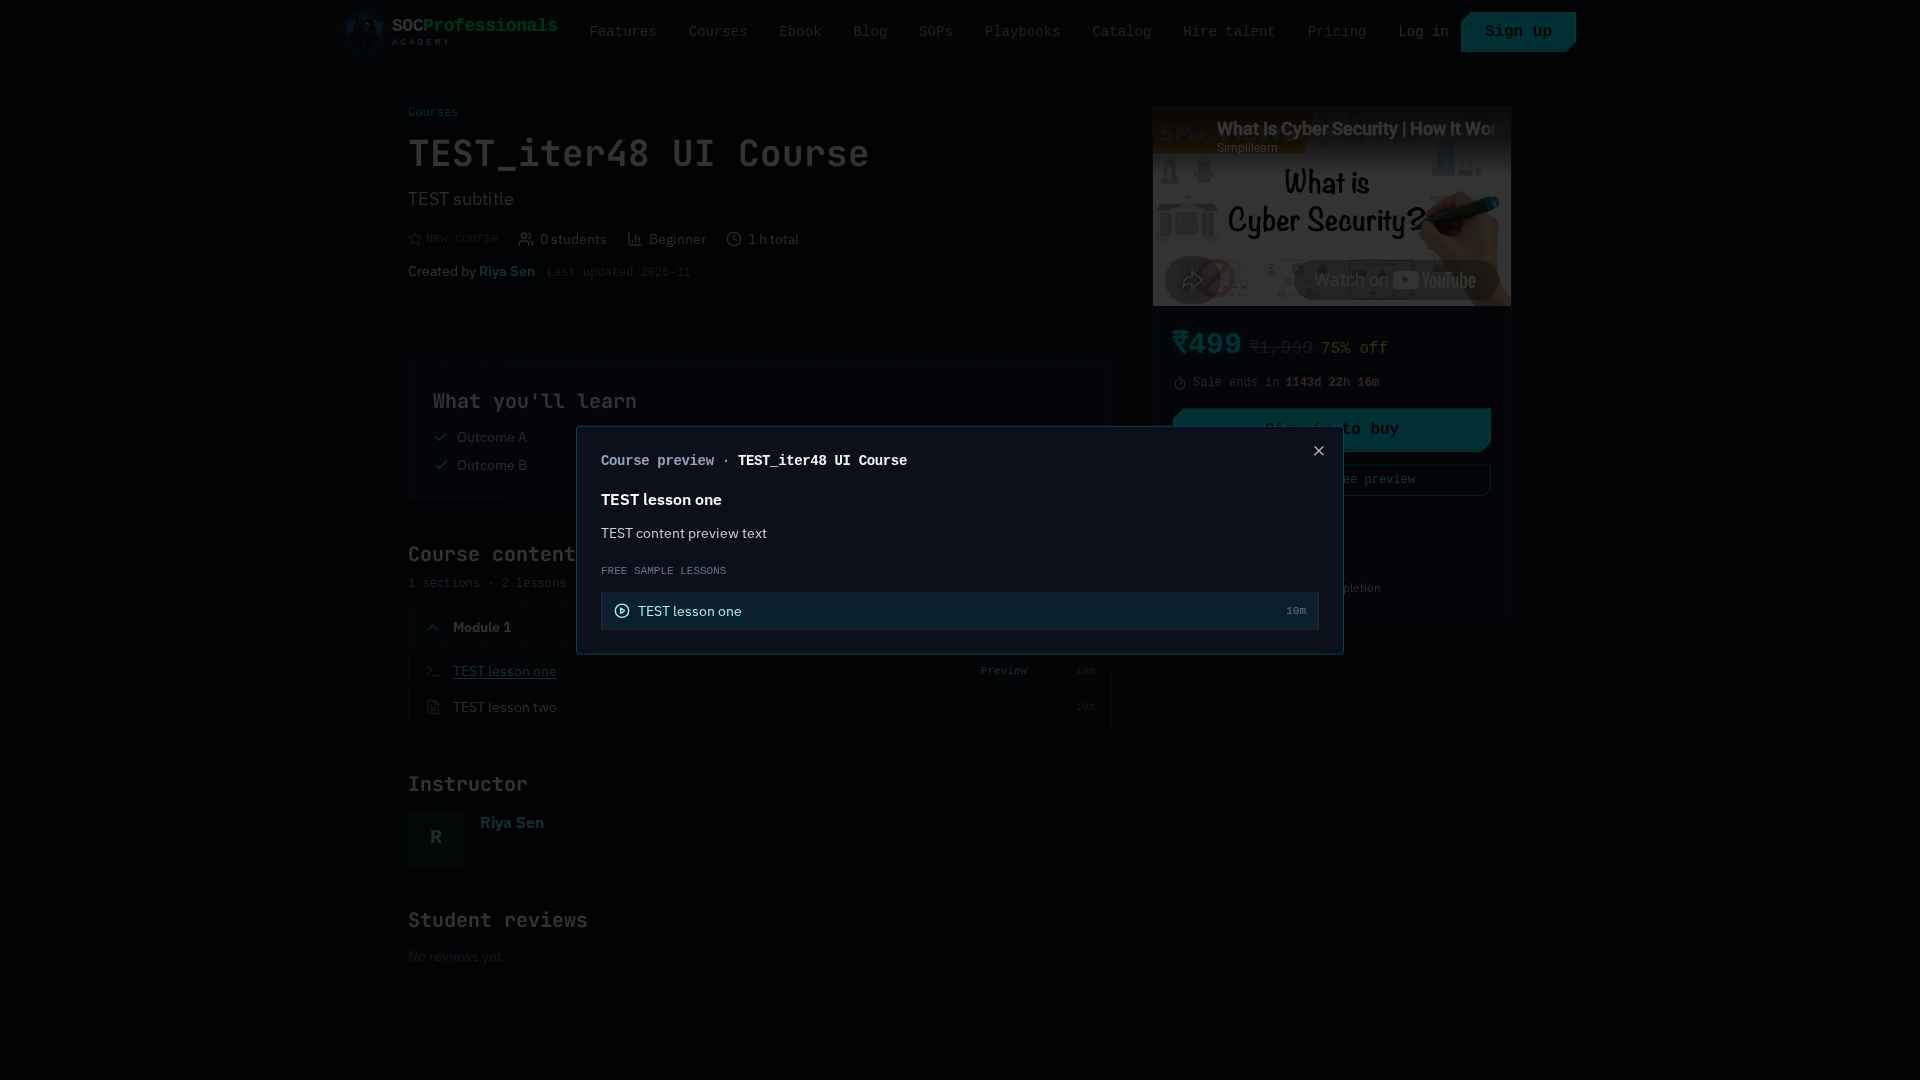 SOCProfessionals
ACADEMY
Features
Courses
Ebook
Blog
SOPs
Playbooks
Catalog
Hire talent
Pricing
Log in
Sign up
Courses
TEST_iter48 UI Course
TEST subtitle
New course
0 students
Beginner
1 h total
Created by Riya Sen
Last updated 2026-11
What Is Cyber Security | How It Wor
Simplilearn
What is
Cyber Security?
Watch on YouTube
₹499 ₹1,999 75% off
Sale ends in 1143d 22h 16m
to buy
ee preview
pletion
What you'll learn
Outcome A
Outcome B
Course preview · TEST_iter48 UI Course
TEST lesson one
TEST content preview text
FREE SAMPLE LESSONS
TEST lesson one
10m
Course content
1 sections · 2 lessons
Module 1
TEST lesson one
Preview
10m
TEST lesson two
10m
Instructor
R
Riya Sen
Student reviews
No reviews yet.